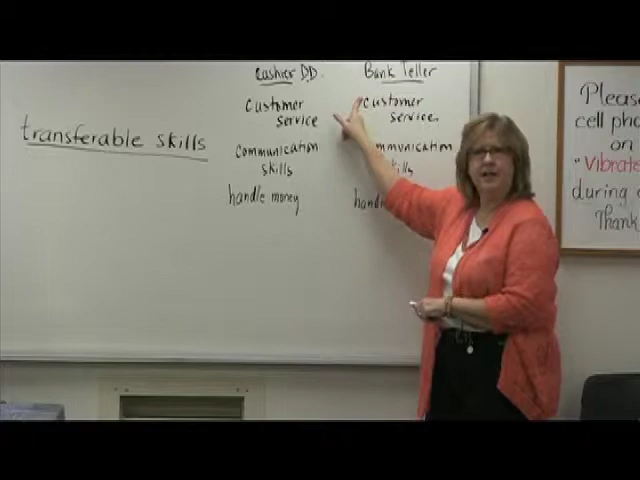 transferable skills
Cashier DD
Customer
service
Communication
skills
handle money
Bank Teller
customer
service
Please
cell
on
"Vibrate
during
Thank